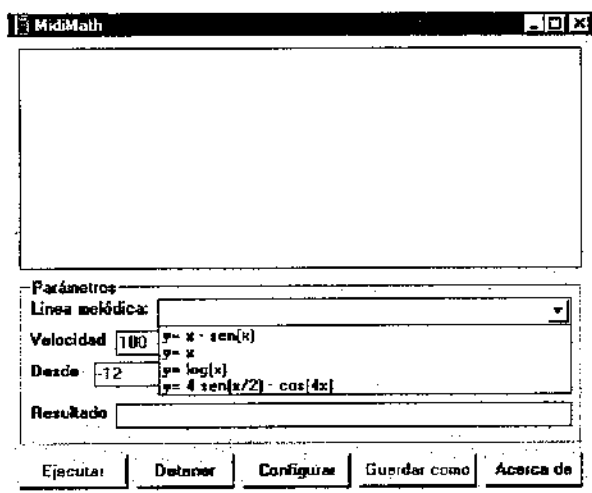 MidiMath
Parámetros
Línea melódica:
Velocidad 100
y= x - sen(x)
y= x
Desde -12
y= log(x)
y= 4 sen(x/2) - cos(4x)
Resultado
Ejecutar Detener Configurar Guardar como Acerca de